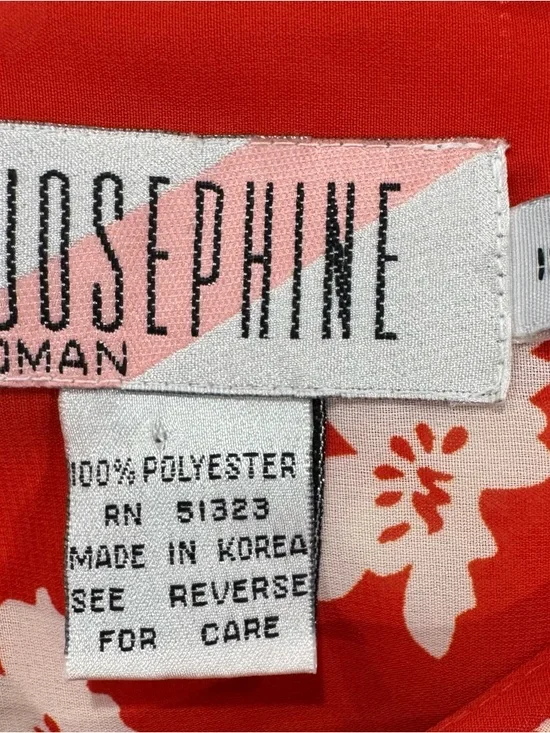 JOSEPHINE
OMAN
100% POLYESTER
RN 51323
MADE IN KOREA
SEE REVERSE
FOR CARE